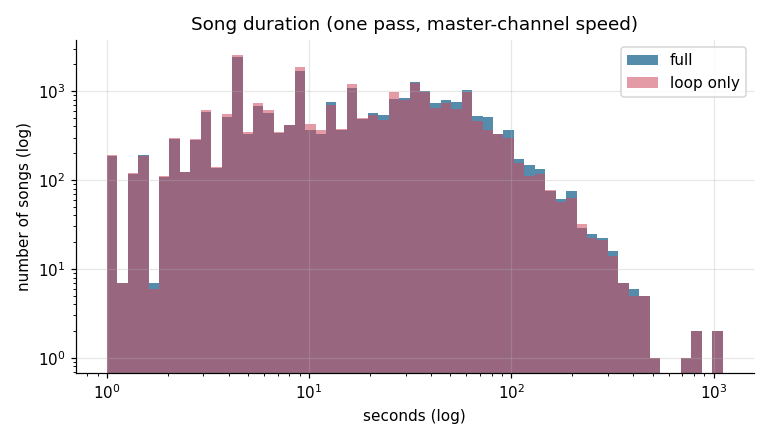 Song duration (one pass, master-channel speed)
full
loop only
number of songs (log)
10³
10²
10¹
10⁰
10⁰
10¹
10²
10³
seconds (log)